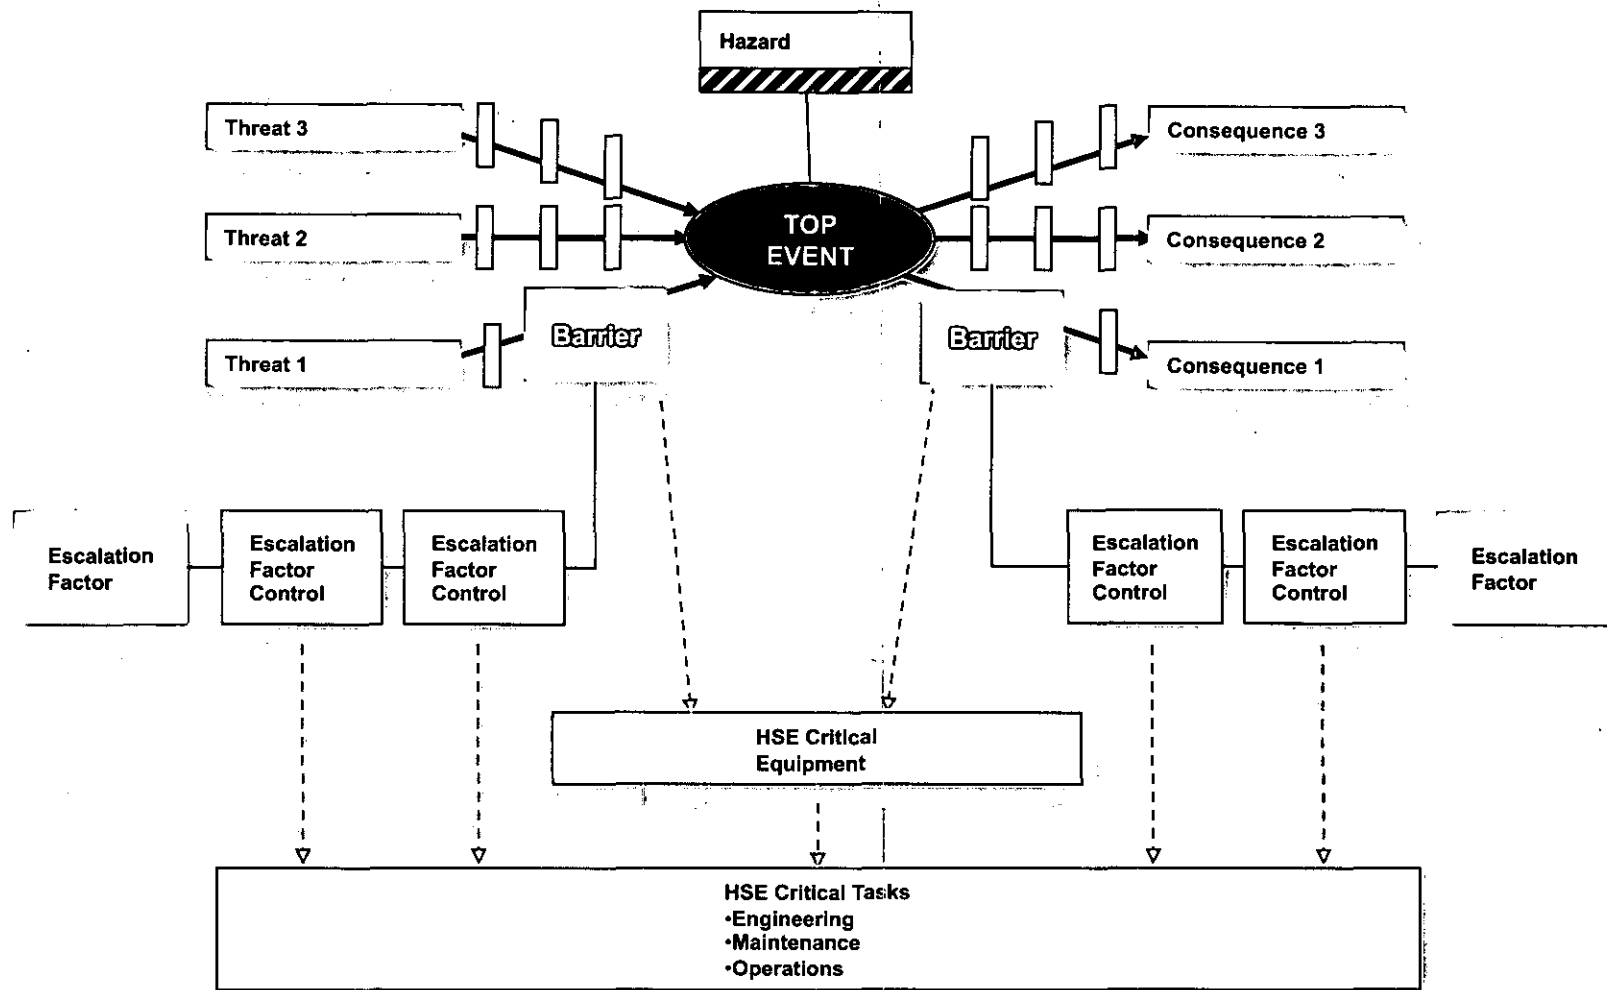 Hazard
Threat 3
Consequence 3
TOP
EVENT
Threat 2
Consequence 2
Barrier
Barrier
Threat 1
Consequence 1
Escalation
Factor
Escalation
Factor
Control
Escalation
Factor
Control
Escalation
Factor
Control
Escalation
Factor
Control
Escalation
Factor
HSE Critical
Equipment
HSE Critical Tasks
•Engineering
•Maintenance
•Operations